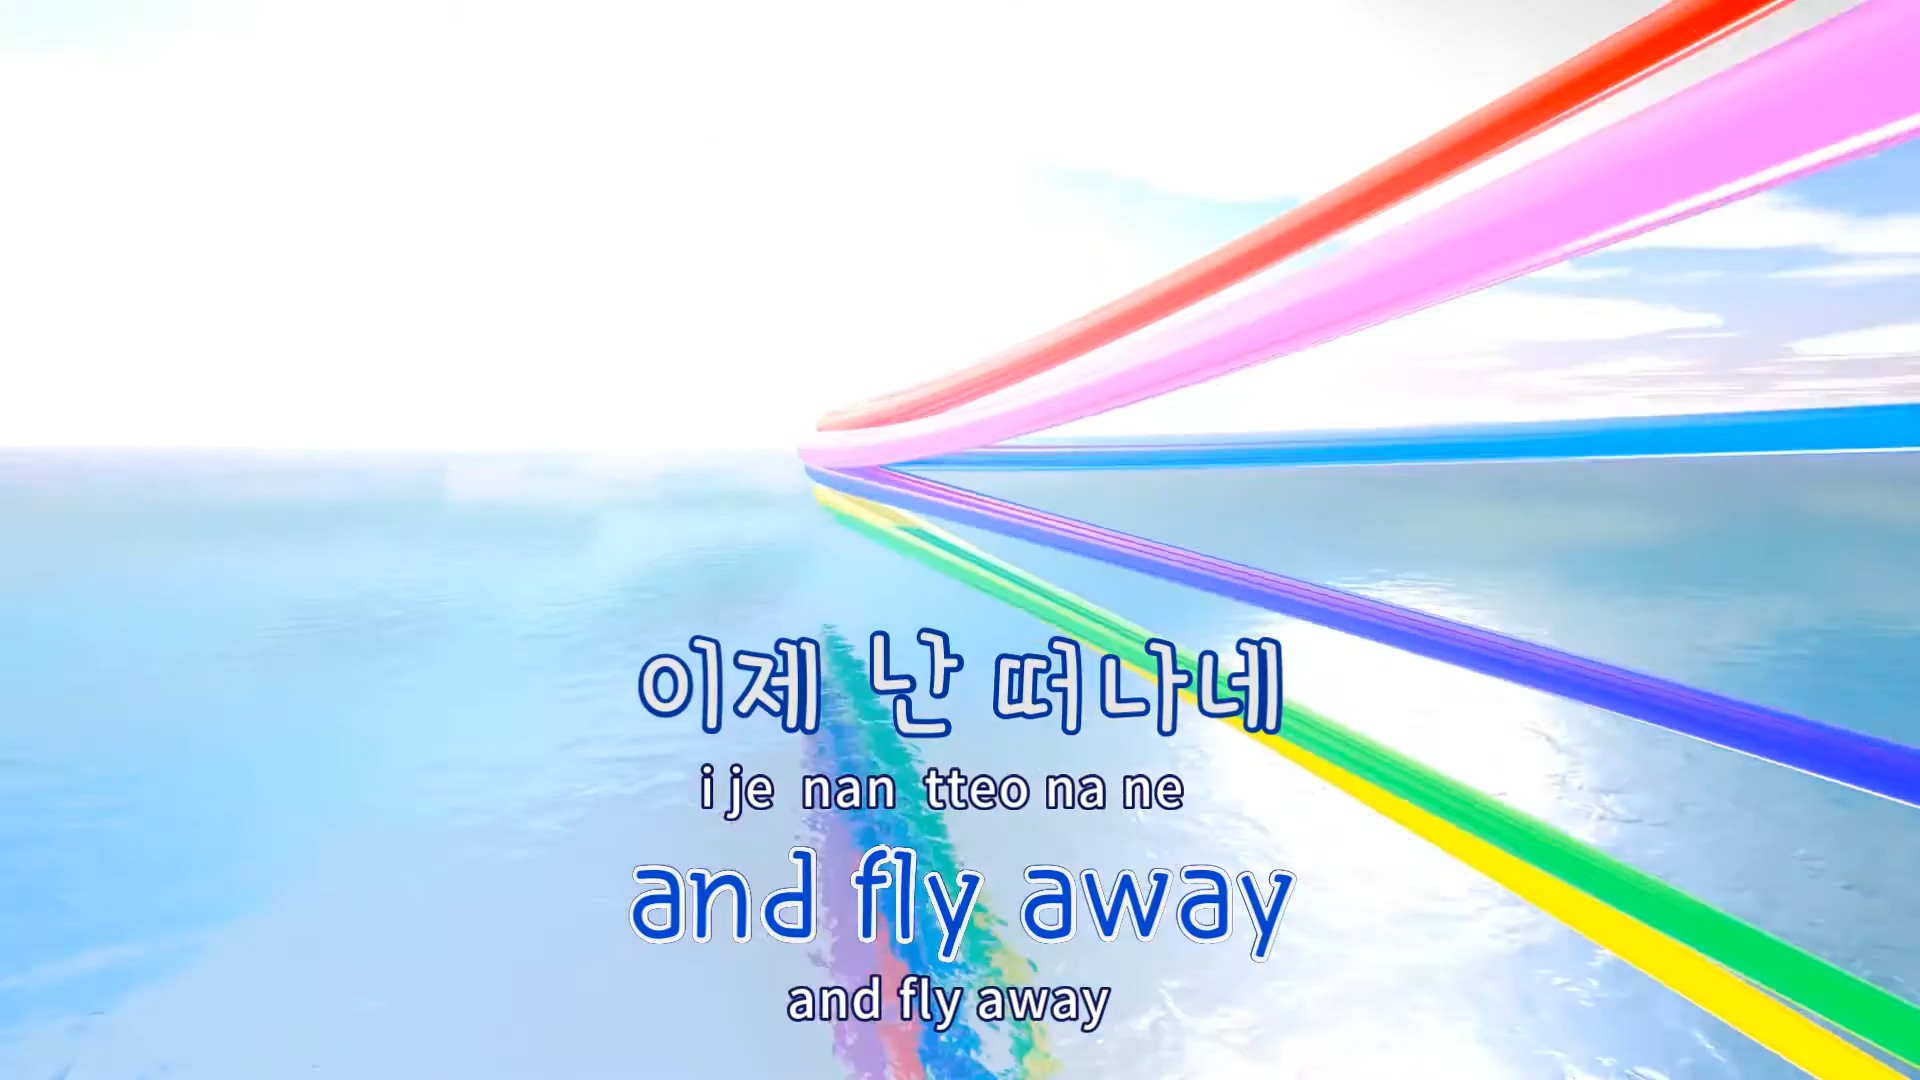 이제 난 떠나네
i je nan tteo na ne
and fly away
and fly away